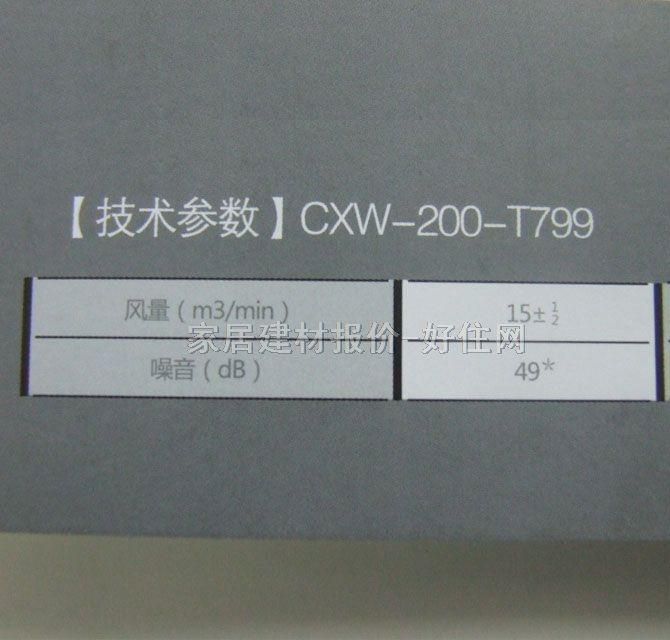 【技术参数】CXW-200-T799
风量（m3/min） 15±1/2
家居建材报价 好住网
噪音（dB） 49*